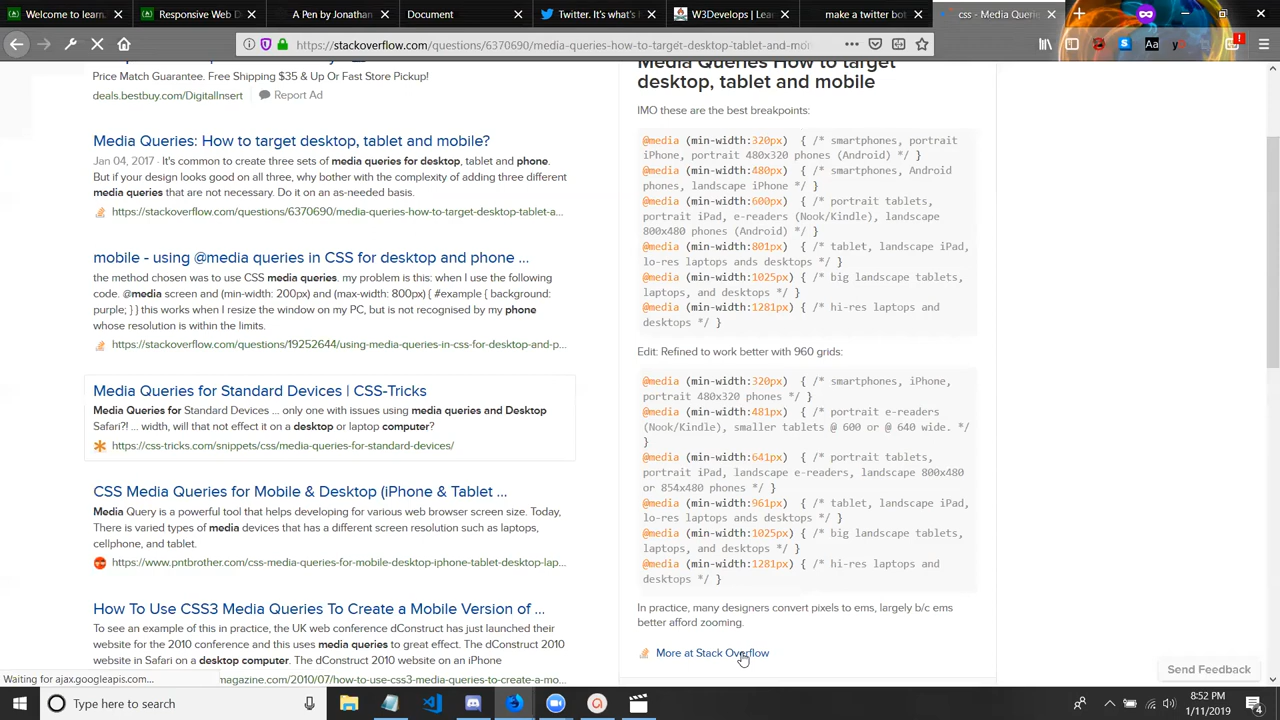 Learn to
Responsive Web D
A Pen by Jonathan
Document
Twitter. It's what's H
W3Develops | Lear
make a twitter bot
css - Media Querie
https://stackoverflow.com/questions/6370690/media-queries-how-to-target-desktop-tablet-and-mo
Price Match Guarantee. Free Shipping $35 & Up Or Fast Store Pickup!
deals.bestbuy.com/DigitalInsert
Report Ad
Media Queries: How to target desktop, tablet and mobile?
Jan 04, 2017 · It's common to create three sets of media queries for desktop, tablet and phone.
But if your design looks good on all three, why bother with the complexity of adding three different
media queries that are not necessary. Do it on an as-needed basis.
https://stackoverflow.com/questions/6370690/media-queries-how-to-target-desktop-tablet-a...
mobile - using @media queries in CSS for desktop and phone ...
the method chosen was to use CSS media queries. my problem is this: when I use the following
code. @media screen and (min-width: 200px) and (max-width: 800px) { #example { background:
purple; } } this works when I resize the window on my PC, but is not recognised by my phone
whose resolution is within the limits.
https://stackoverflow.com/questions/19252644/using-media-queries-in-css-for-desktop-and-p...
Media Queries for Standard Devices | CSS-Tricks
Media Queries for Standard Devices ... only one with issues using media queries and Desktop
Safari?! ... width, will that not effect it on a desktop or laptop computer?
https://css-tricks.com/snippets/css/media-queries-for-standard-devices/
CSS Media Queries for Mobile & Desktop (iPhone & Tablet ...
Media Query is a powerful tool that helps developing for various web browser screen size. Today,
There is varied types of media devices that has a different screen resolution such as laptops,
cellphone, and tablet.
https://www.pntbrother.com/css-media-queries-for-mobile-desktop-iphone-tablet-desktop-lap...
How To Use CSS3 Media Queries To Create a Mobile Version of ...
To see an example of this in practice, the UK web conference dConstruct has just launched their
website for the 2010 conference and this uses media queries to great effect. The dConstruct 2010
website in Safari on a desktop computer. The dConstruct 2010 website on an iPhone
magazine.com/2010/07/how-to-use-css3-media-queries-to-create-a-mo...
Waiting for ajax.googleapis.com...
Media Queries How to target
desktop, tablet and mobile
IMO these are the best breakpoints:
@media (min-width:320px)  { /* smartphones, portrait
iPhone, portrait 480x320 phones (Android) */ }
@media (min-width:480px)  { /* smartphones, Android
phones, landscape iPhone */ }
@media (min-width:600px)  { /* portrait tablets,
portrait iPad, e-readers (Nook/Kindle), landscape
800x480 phones (Android) */ }
@media (min-width:801px)  { /* tablet, landscape iPad,
lo-res laptops ands desktops */ }
@media (min-width:1025px) { /* big landscape tablets,
laptops, and desktops */ }
@media (min-width:1281px) { /* hi-res laptops and
desktops */ }
Edit: Refined to work better with 960 grids:
@media (min-width:320px)  { /* smartphones, iPhone,
portrait 480x320 phones */ }
@media (min-width:481px)  { /* portrait e-readers
(Nook/Kindle), smaller tablets @ 600 or @ 640 wide. */
}
@media (min-width:641px)  { /* portrait tablets,
portrait iPad, landscape e-readers, landscape 800x480
or 854x480 phones */ }
@media (min-width:961px)  { /* tablet, landscape iPad,
lo-res laptops ands desktops */ }
@media (min-width:1025px) { /* big landscape tablets,
laptops, and desktops */ }
@media (min-width:1281px) { /* hi-res laptops and
desktops */ }
In practice, many designers convert pixels to ems, largely b/c ems
better afford zooming.
More at Stack Overflow
Send Feedback
Type here to search
8:52 PM
1/11/2019